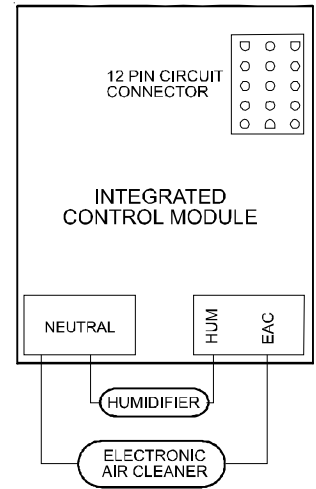 12 PIN CIRCUIT
CONNECTOR
INTEGRATED
CONTROL MODULE
NEUTRAL
HUM
EAC
HUMIDIFIER
ELECTRONIC
AIR CLEANER